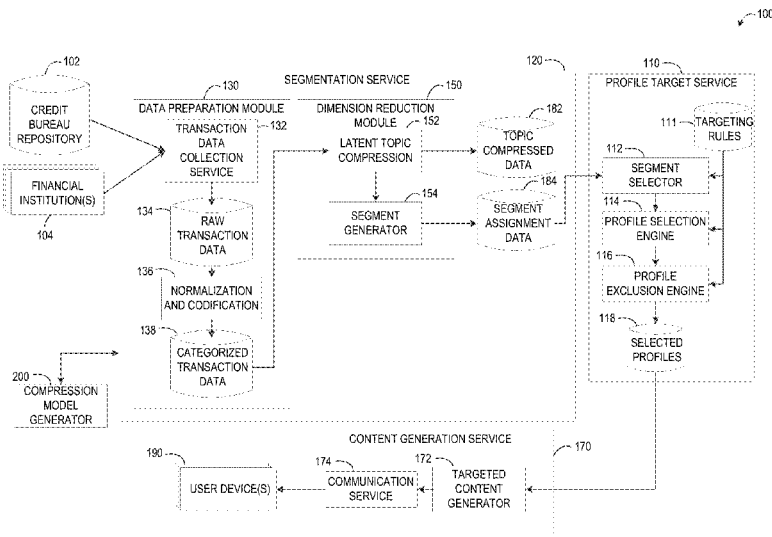 100
102
CREDIT
BUREAU
REPOSITORY
FINANCIAL
INSTITUTION(S)
104
SEGMENTATION SERVICE
120
130
DATA PREPARATION MODULE
TRANSACTION
DATA
COLLECTION
SERVICE
132
134
RAW
TRANSACTION
DATA
136
NORMALIZATION
AND CODIFICATION
138
CATEGORIZED
TRANSACTION
DATA
200
COMPRESSION
MODEL
GENERATOR
150
DIMENSION REDUCTION
MODULE
152
LATENT TOPIC
COMPRESSION
154
SEGMENT
GENERATOR
182
TOPIC
COMPRESSED
DATA
184
SEGMENT
ASSIGNMENT
DATA
110
PROFILE TARGET SERVICE
111
TARGETING
RULES
112
SEGMENT
SELECTOR
114
PROFILE SELECTION
ENGINE
116
PROFILE
EXCLUSION ENGINE
118
SELECTED
PROFILES
CONTENT GENERATION SERVICE
170
190
USER DEVICE(S)
174
COMMUNICATION
SERVICE
172
TARGETED
CONTENT
GENERATOR